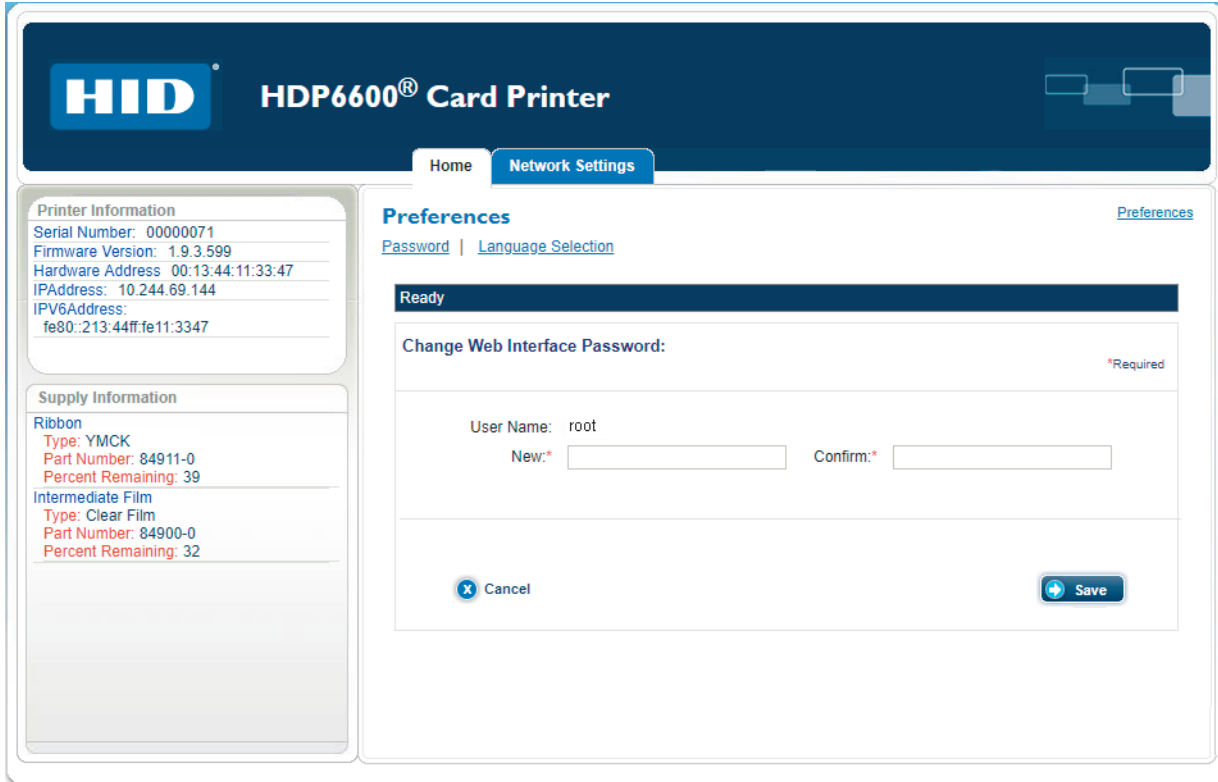 HID®
HDP6600® Card Printer
Home
Network Settings
Printer Information
Serial Number: 00000071
Firmware Version: 1.9.3.599
Hardware Address 00:13:44:11:33:47
IPAddress: 10.244.69.144
IPV6Address:
fe80::213:44ff:fe11:3347
Supply Information
Ribbon
Type: YMCK
Part Number: 84911-0
Percent Remaining: 39
Intermediate Film
Type: Clear Film
Part Number: 84900-0
Percent Remaining: 32
Preferences
Preferences
Password | Language Selection
Ready
Change Web Interface Password:
*Required
User Name: root
New:* Confirm:*
X Cancel
Save